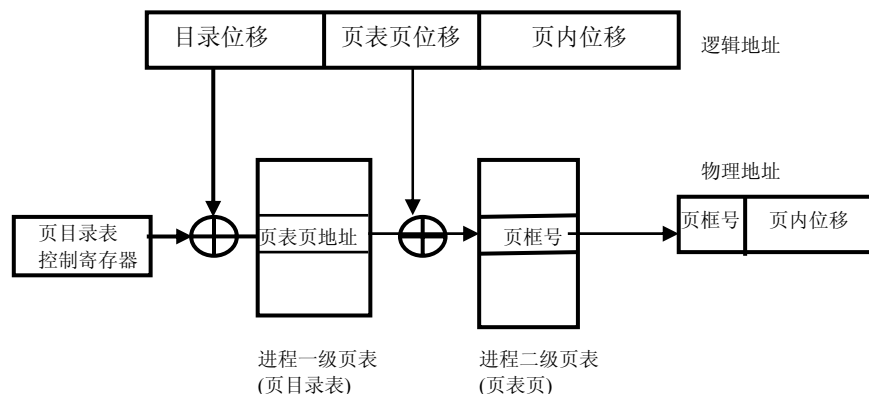 目录位移 页表页位移 页内位移
逻辑地址
物理地址
页目录表
控制寄存器
页表页地址
页框号
页框号 页内位移
进程一级页表
(页目录表)
进程二级页表
(页表页)